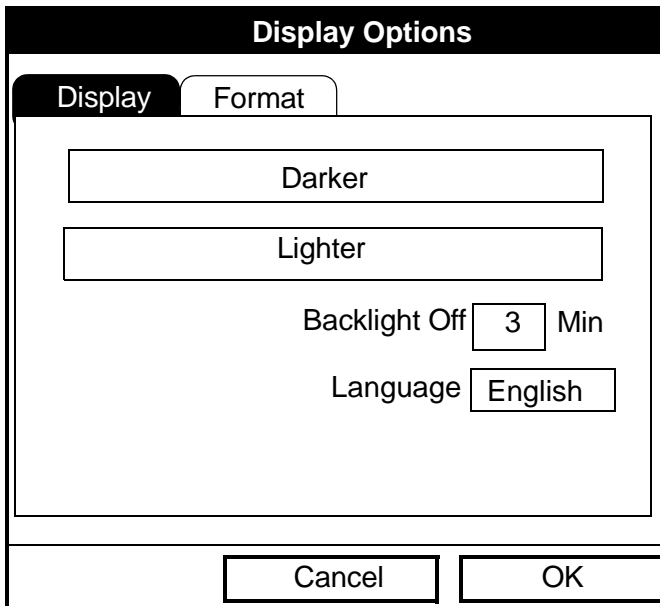 Display Options
Display Format
Darker
Lighter
Backlight Off 3 Min
Language English
Cancel OK